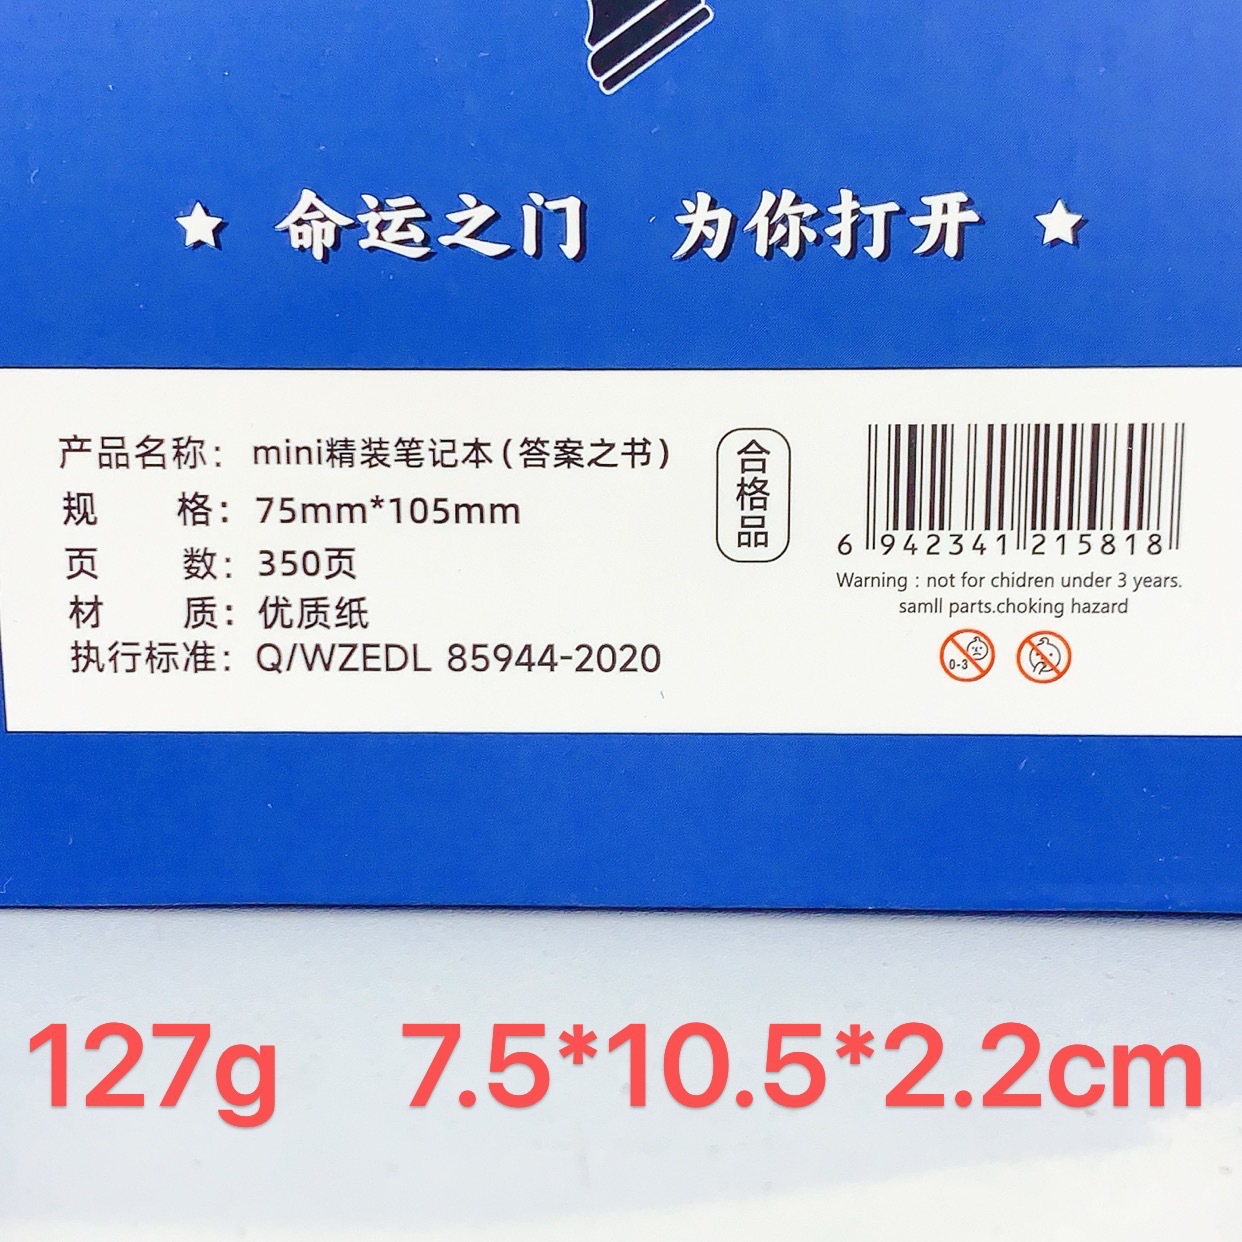 ★ 命运之门 为你打开 ★
产品名称：mini精装笔记本(答案之书)
规 格：75mm*105mm
页 数：350页
材 质：优质纸
执行标准：Q/WZEDL 85944-2020
合格品
6 942341 215818
Warning : not for chidren under 3 years.
samll parts.choking hazard
0-3
127g 7.5*10.5*2.2cm